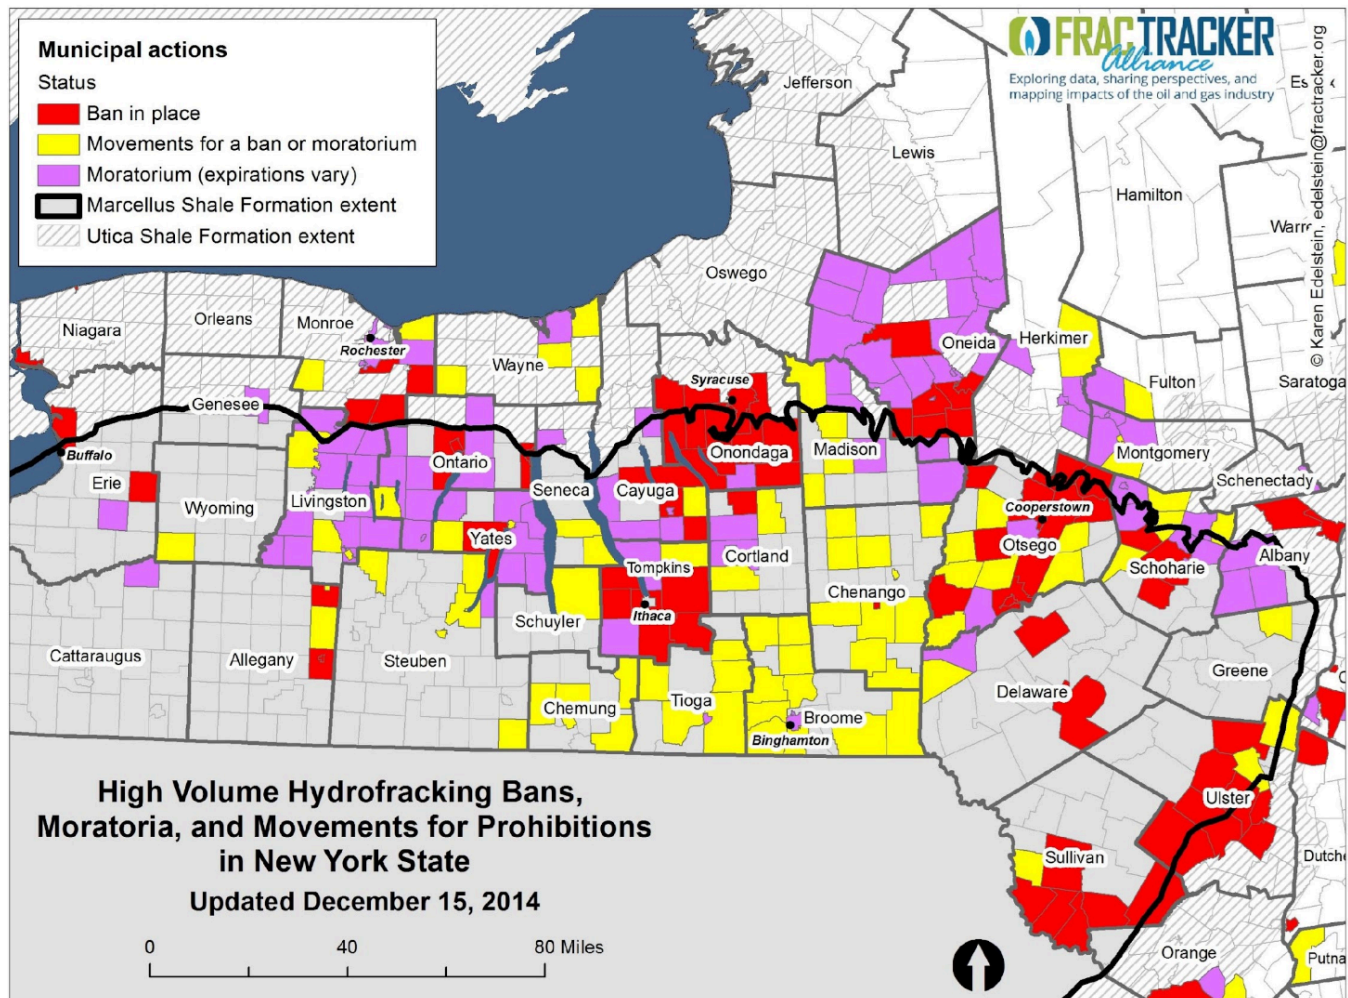 Municipal actions
Status
Ban in place
Movements for a ban or moratorium
Moratorium (expirations vary)
Marcellus Shale Formation extent
Utica Shale Formation extent
FRACTRACKER
Alliance
Exploring data, sharing perspectives, and
mapping impacts of the oil and gas industry
© Karen Edelstein, edelstein@fractracker.org
Jefferson
Lewis
Hamilton
Oswego
Niagara
Orleans
Monroe
Rochester
Wayne
Oneida
Herkimer
Fulton
Saratoga
Genesee
Syracuse
Buffalo
Erie
Wyoming
Livingston
Ontario
Seneca
Cayuga
Onondaga
Madison
Montgomery
Schenectady
Cooperstown
Otsego
Schoharie
Albany
Yates
Cortland
Tompkins
Ithaca
Chenango
Schuyler
Cattaraugus
Allegany
Steuben
Chemung
Tioga
Broome
Binghamton
Delaware
Greene
Ulster
Sullivan
Dutche
Orange
Putna
High Volume Hydrofracking Bans,
Moratoria, and Movements for Prohibitions
in New York State
Updated December 15, 2014
0 40 80 Miles